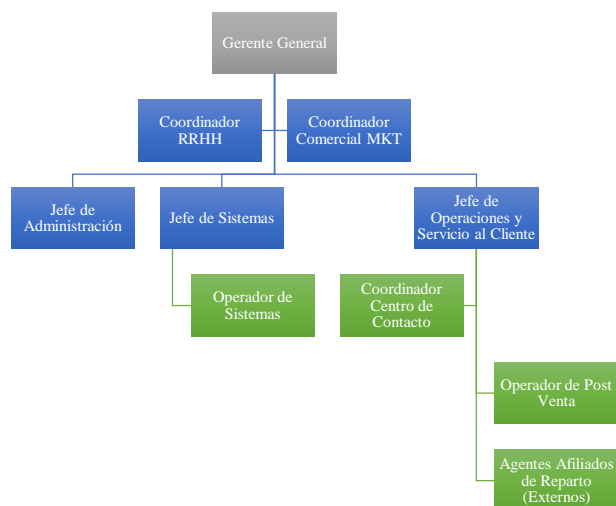 Gerente General
Coordinador
RRHH
Coordinador
Comercial MKT
Jefe de
Administración
Jefe de Sistemas
Jefe de
Operaciones y
Servicio al Cliente
Operador de
Sistemas
Coordinador
Centro de
Contacto
Operador de Post
Venta
Agentes Afiliados
de Reparto
(Externos)